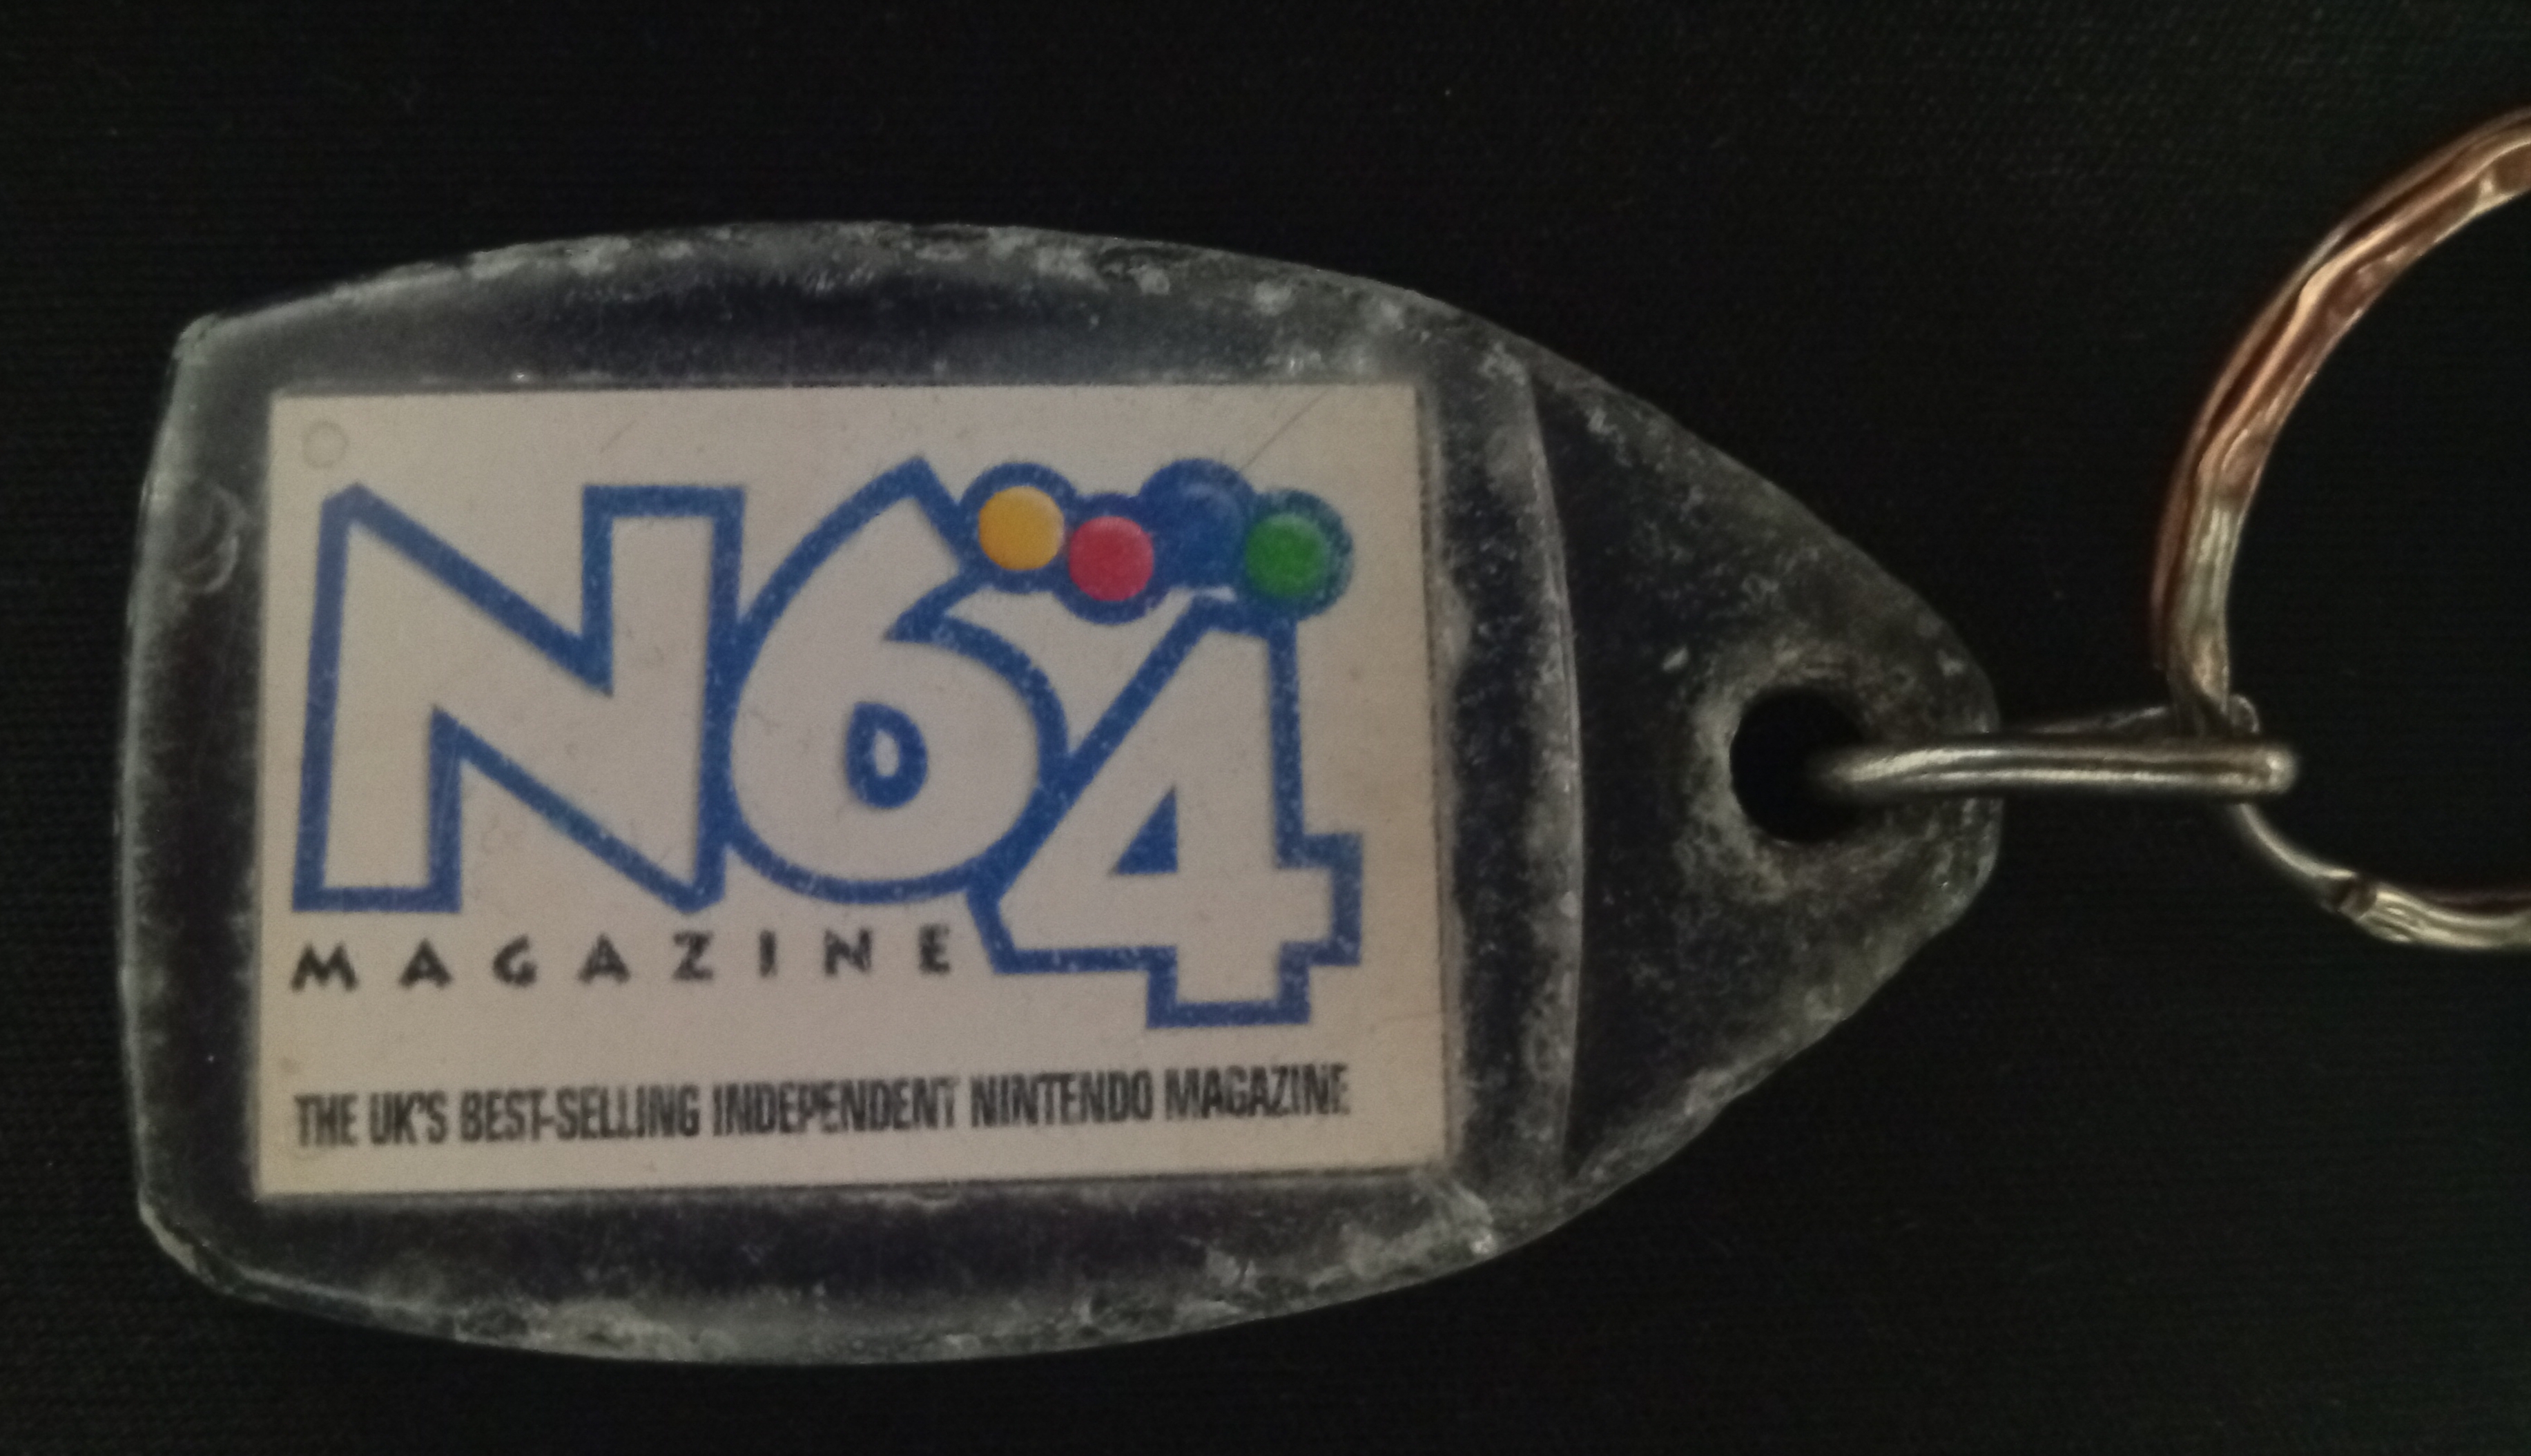 N64
MAGAZINE
THE UK'S BEST-SELLING INDEPENDENT NINTENDO MAGAZINE